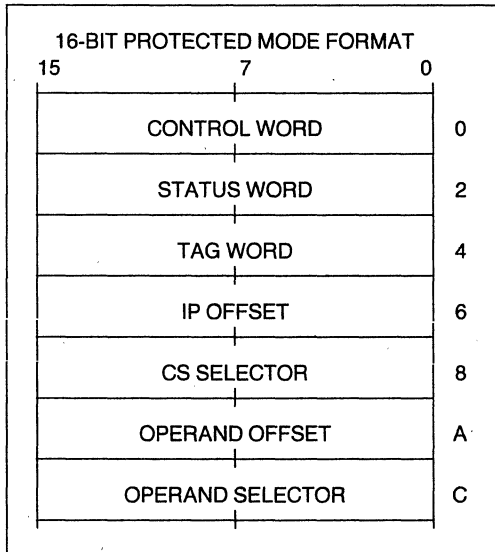 16-BIT PROTECTED MODE FORMAT
15 7 0
CONTROL WORD 0
STATUS WORD 2
TAG WORD 4
IP OFFSET 6
CS SELECTOR 8
OPERAND OFFSET A
OPERAND SELECTOR C